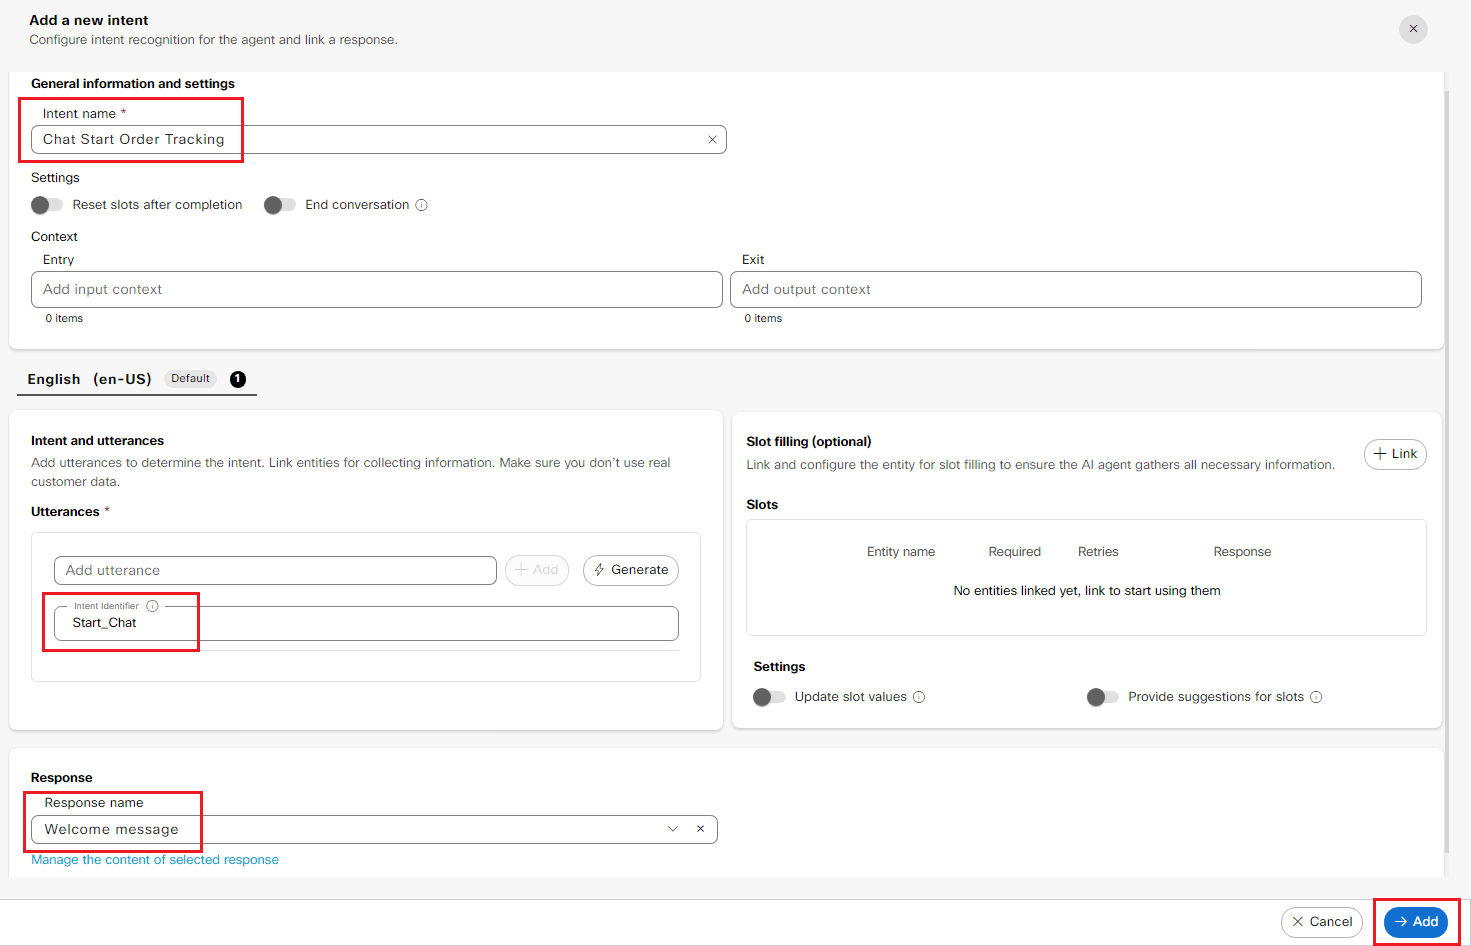 Add a new intent
Configure intent recognition for the agent and link a response.
General information and settings
Intent name *
Chat Start Order Tracking
Settings
Reset slots after completion
End conversation
Context
Entry
Exit
Add input context
Add output context
0 items
0 items
English (en-US) Default 1
Intent and utterances
Add utterances to determine the intent. Link entities for collecting information. Make sure you don't use real
customer data.
Utterances *
Add utterance
Add
Generate
Intent Identifier
Start_Chat
Slot filling (optional)
Link and configure the entity for slot filling to ensure the AI agent gathers all necessary information.
Link
Slots
Entity name Required Retries Response
No entities linked yet, link to start using them
Settings
Update slot values
Provide suggestions for slots
Response
Response name
Welcome message
Manage the content of selected response
Cancel
Add